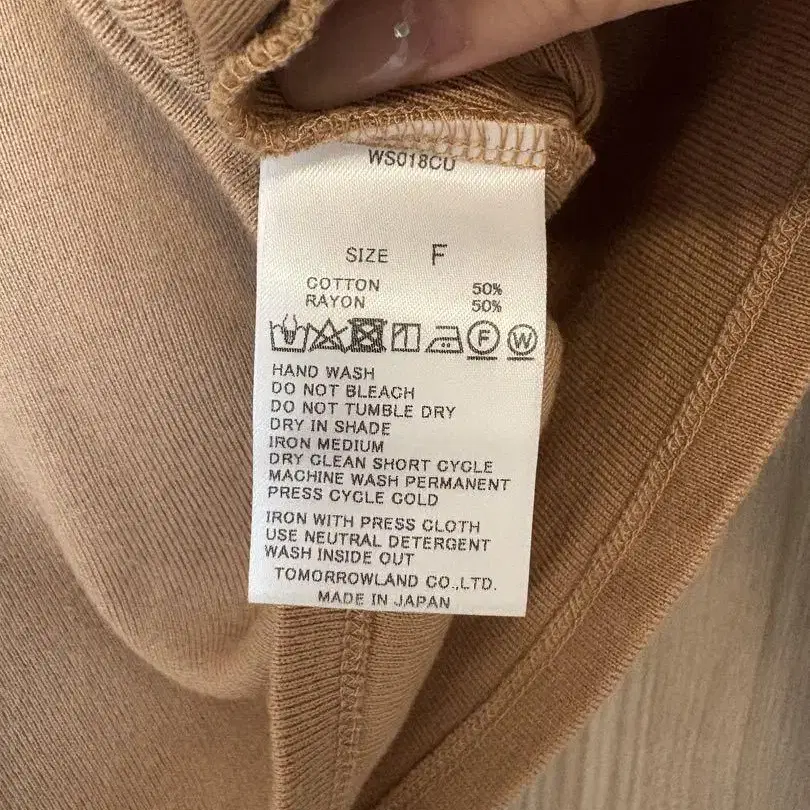 WS018CU
SIZE F
COTTON 50%
RAYON 50%
F W
HAND WASH
DO NOT BLEACH
DO NOT TUMBLE DRY
DRY IN SHADE
IRON MEDIUM
DRY CLEAN SHORT CYCLE
MACHINE WASH PERMANENT
PRESS CYCLE COLD
IRON WITH PRESS CLOTH
USE NEUTRAL DETERGENT
WASH INSIDE OUT
TOMORROWLAND CO.,LTD.
MADE IN JAPAN